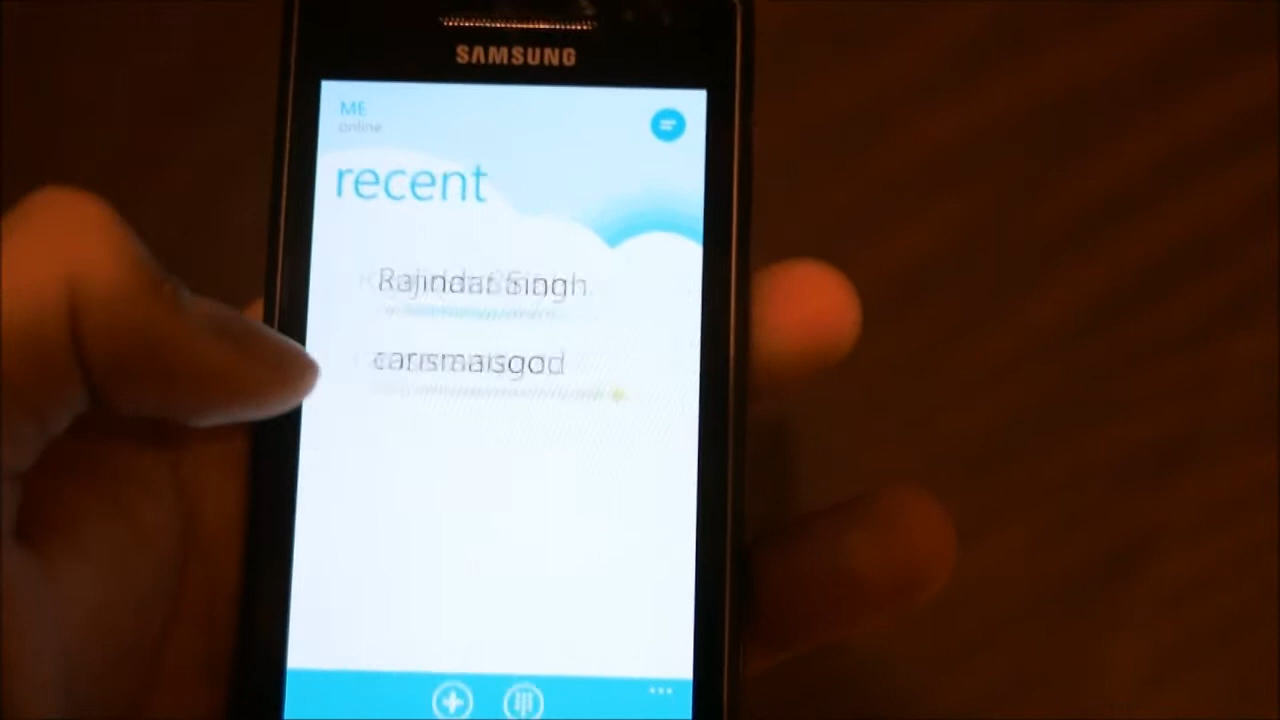 SAMSUNG
ME
online
recent
Rajindar Singh
carismaisgod